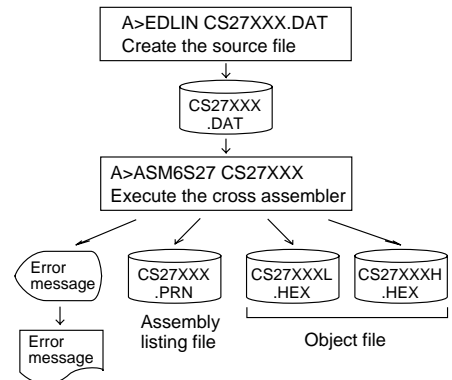 A>EDLIN CS27XXX.DAT
Create the source file
CS27XXX
.DAT
A>ASM6S27 CS27XXX
Execute the cross assembler
Error
message
CS27XXX
.PRN
CS27XXXL
.HEX
CS27XXXH
.HEX
Assembly
listing file
Object file
Error
message